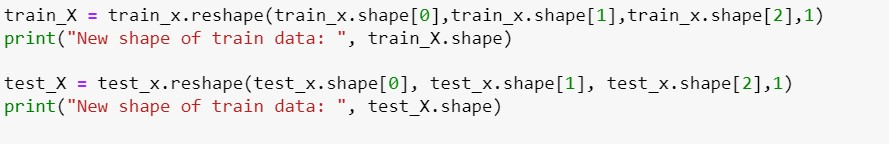 train_X = train_x.reshape(train_x.shape[0],train_x.shape[1],train_x.shape[2],1)
print("New shape of train data: ", train_X.shape)
test_X = test_x.reshape(test_x.shape[0], test_x.shape[1], test_x.shape[2],1)
print("New shape of train data: ", test_X.shape)